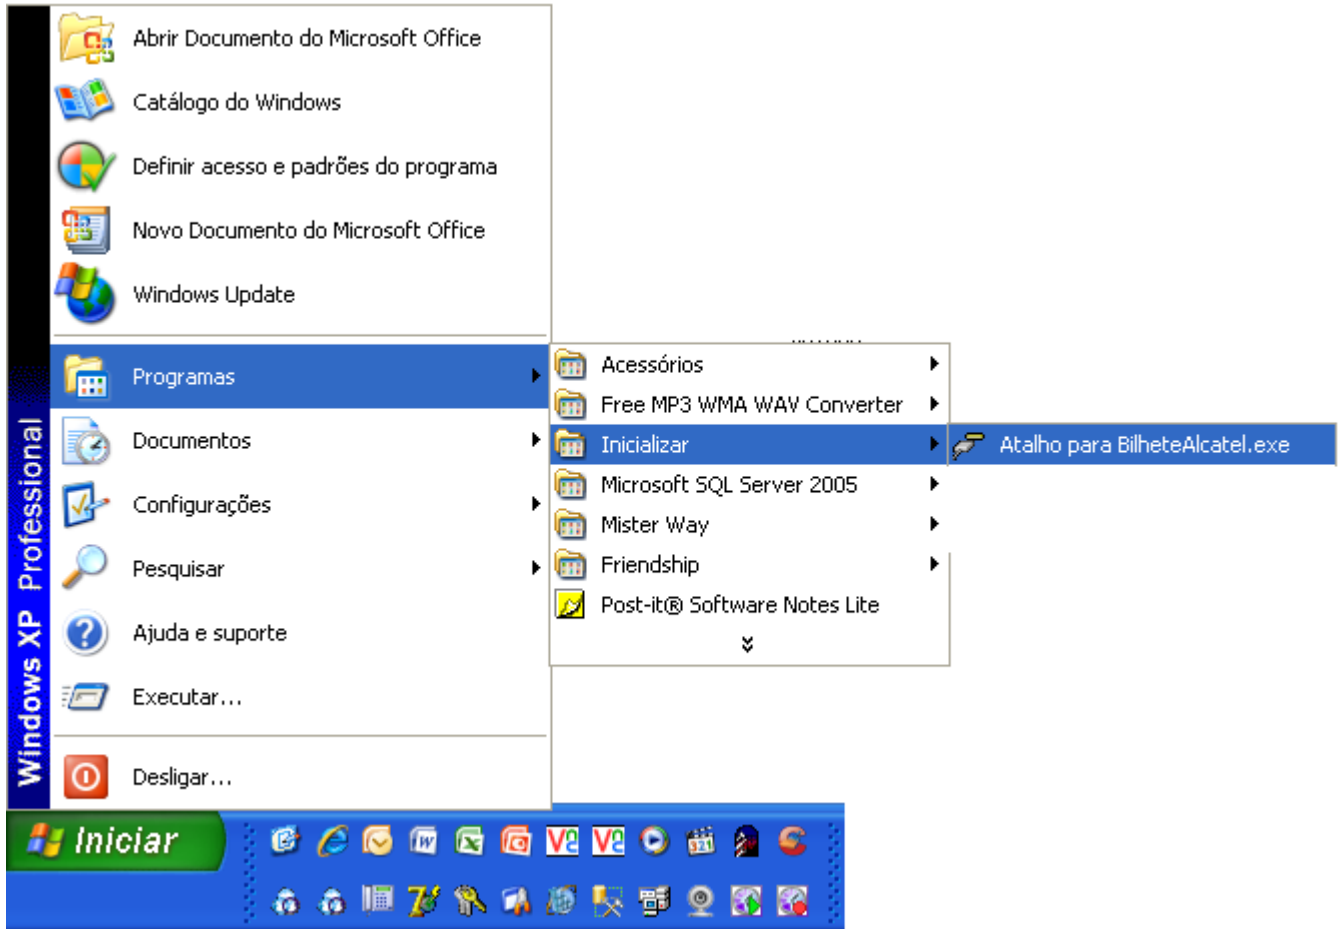 Abrir Documento do Microsoft Office
Catálogo do Windows
Definir acesso e padrões do programa
Novo Documento do Microsoft Office
Windows Update
Programas
Documentos
Configurações
Pesquisar
Ajuda e suporte
Executar...
Desligar...
Windows XP Professional
Acessórios
Free MP3 WMA WAV Converter
Inicializar
Microsoft SQL Server 2005
Mister Way
Friendship
Post-it® Software Notes Lite
Atalho para BilheteAlcatel.exe
Iniciar